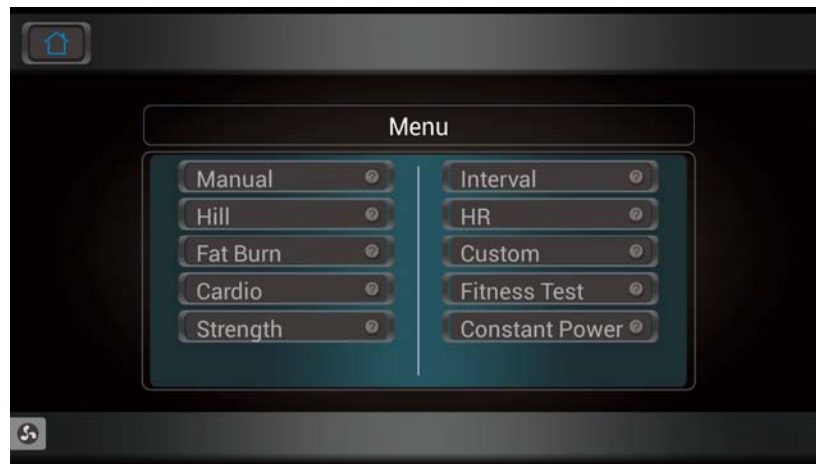 Menu
Manual
Hill
Fat Burn
Cardio
Strength
Interval
HR
Custom
Fitness Test
Constant Power